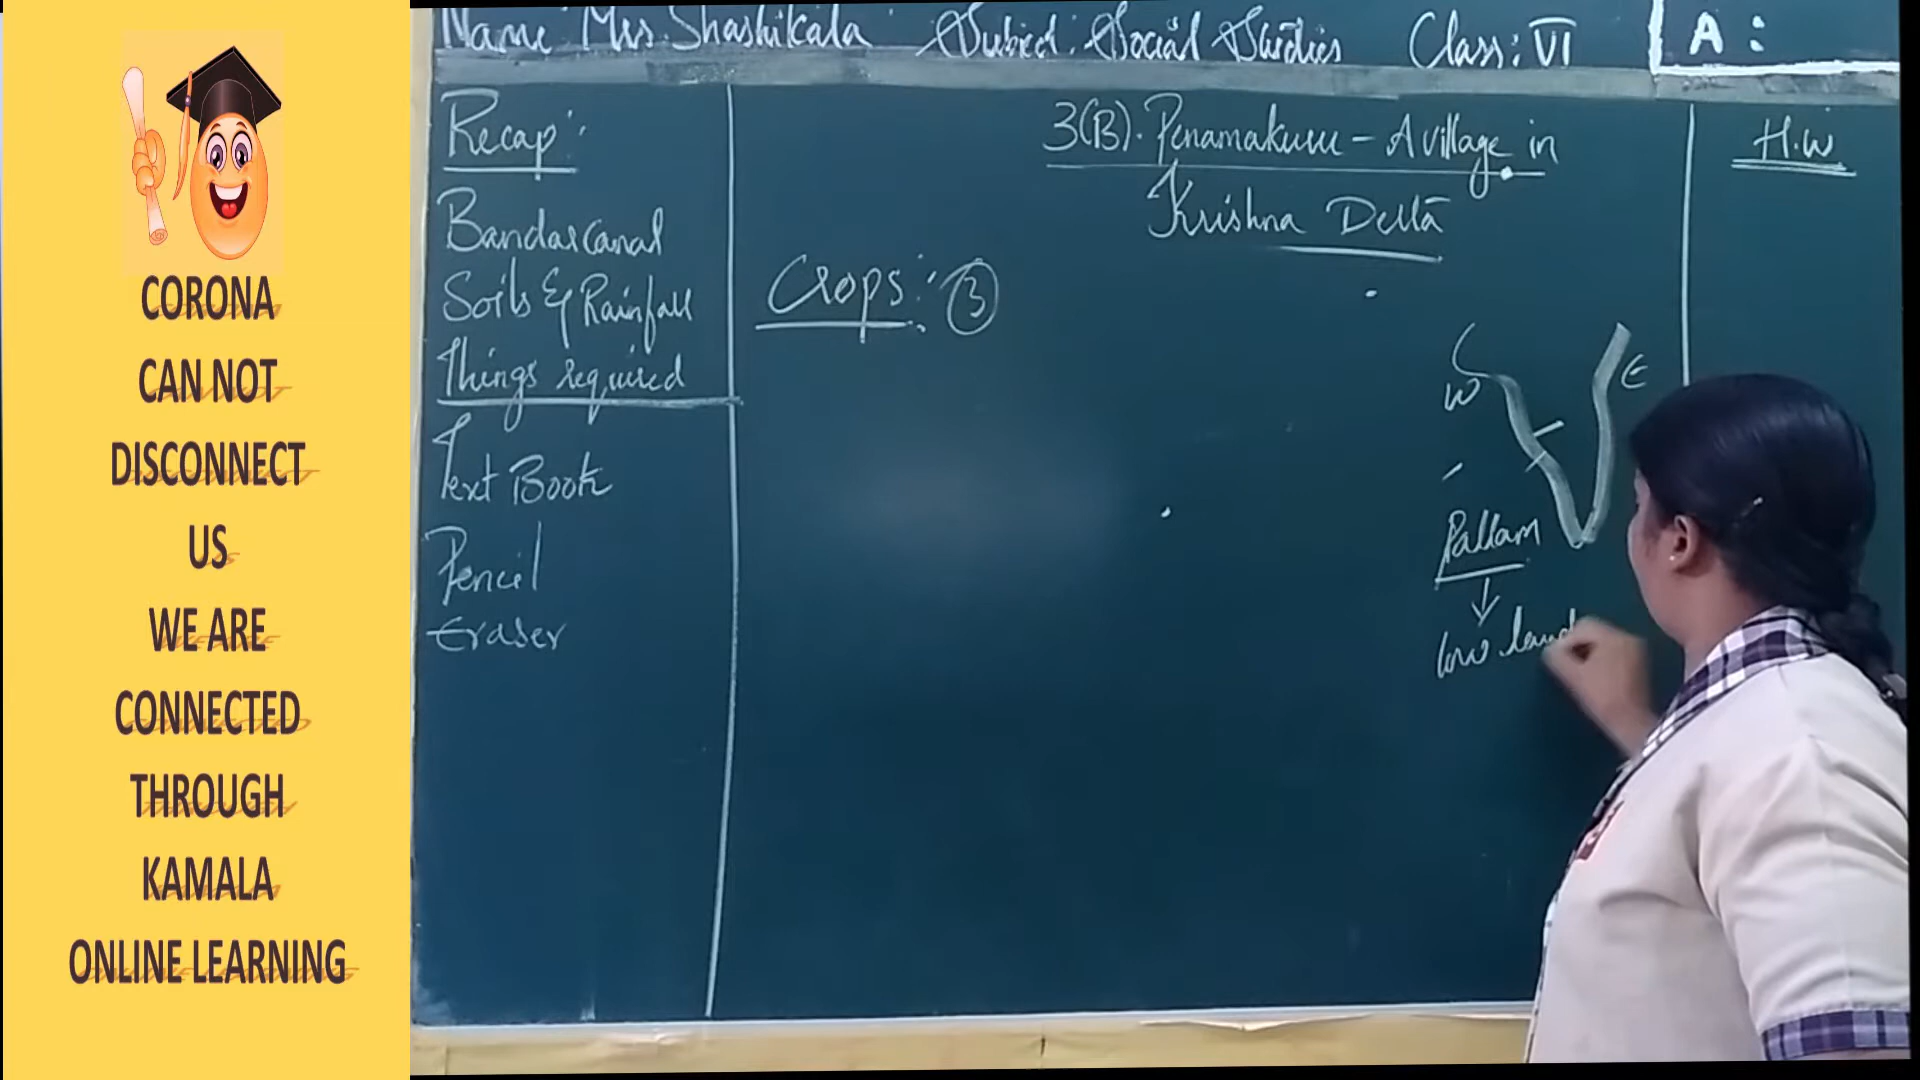 CORONA
CAN NOT
DISCONNECT
US
WE ARE
CONNECTED
THROUGH
KAMALA
ONLINE LEARNING
Name: Mrs. Shashikala Subject: Social Studies Class: VI A:
Recap:
Bandar canal
Soils & Rainfall
Things required
Text Book
Pencil
Eraser
3(B). Penamakuru - A village in
Krishna Delta
Crops: 3
W E
Pallam
↓
low land
H.W